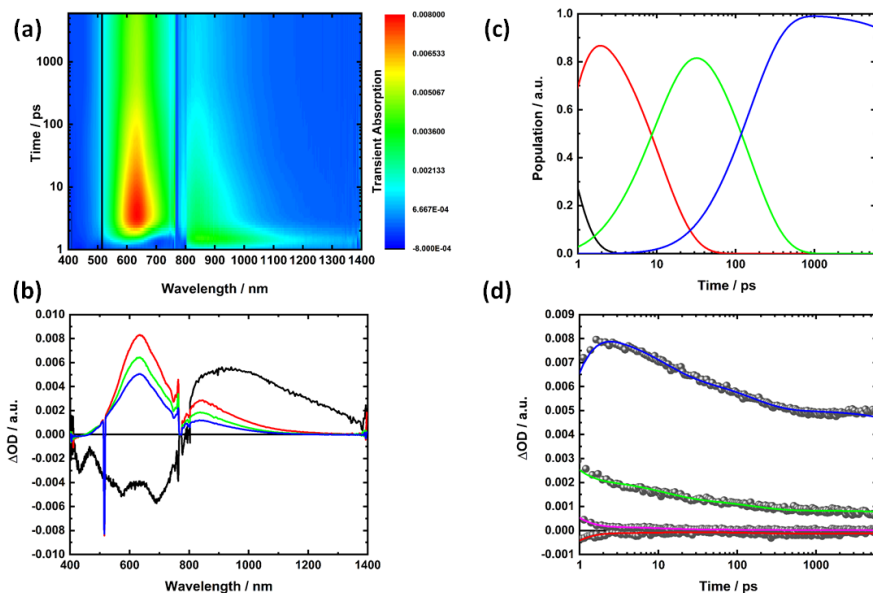 (a)
1000
100
10
1
Time / ps
400 500 600 700 800 900 1000 1100 1200 1300 1400
Wavelength / nm
0.008000
0.006533
0.005067
0.003600
0.002133
6.667E-04
-8.000E-04
Transient Absorption
(c)
1.0
0.8
0.6
0.4
0.2
0.0
Population / a.u.
1 10 100 1000
Time / ps
(b)
0.010
0.008
0.006
0.004
0.002
0.000
-0.002
-0.004
-0.006
-0.008
-0.010
ΔOD / a.u.
400 600 800 1000 1200 1400
Wavelength / nm
(d)
0.009
0.008
0.007
0.006
0.005
0.004
0.003
0.002
0.001
0.000
-0.001
ΔOD / a.u.
1 10 100 1000
Time / ps